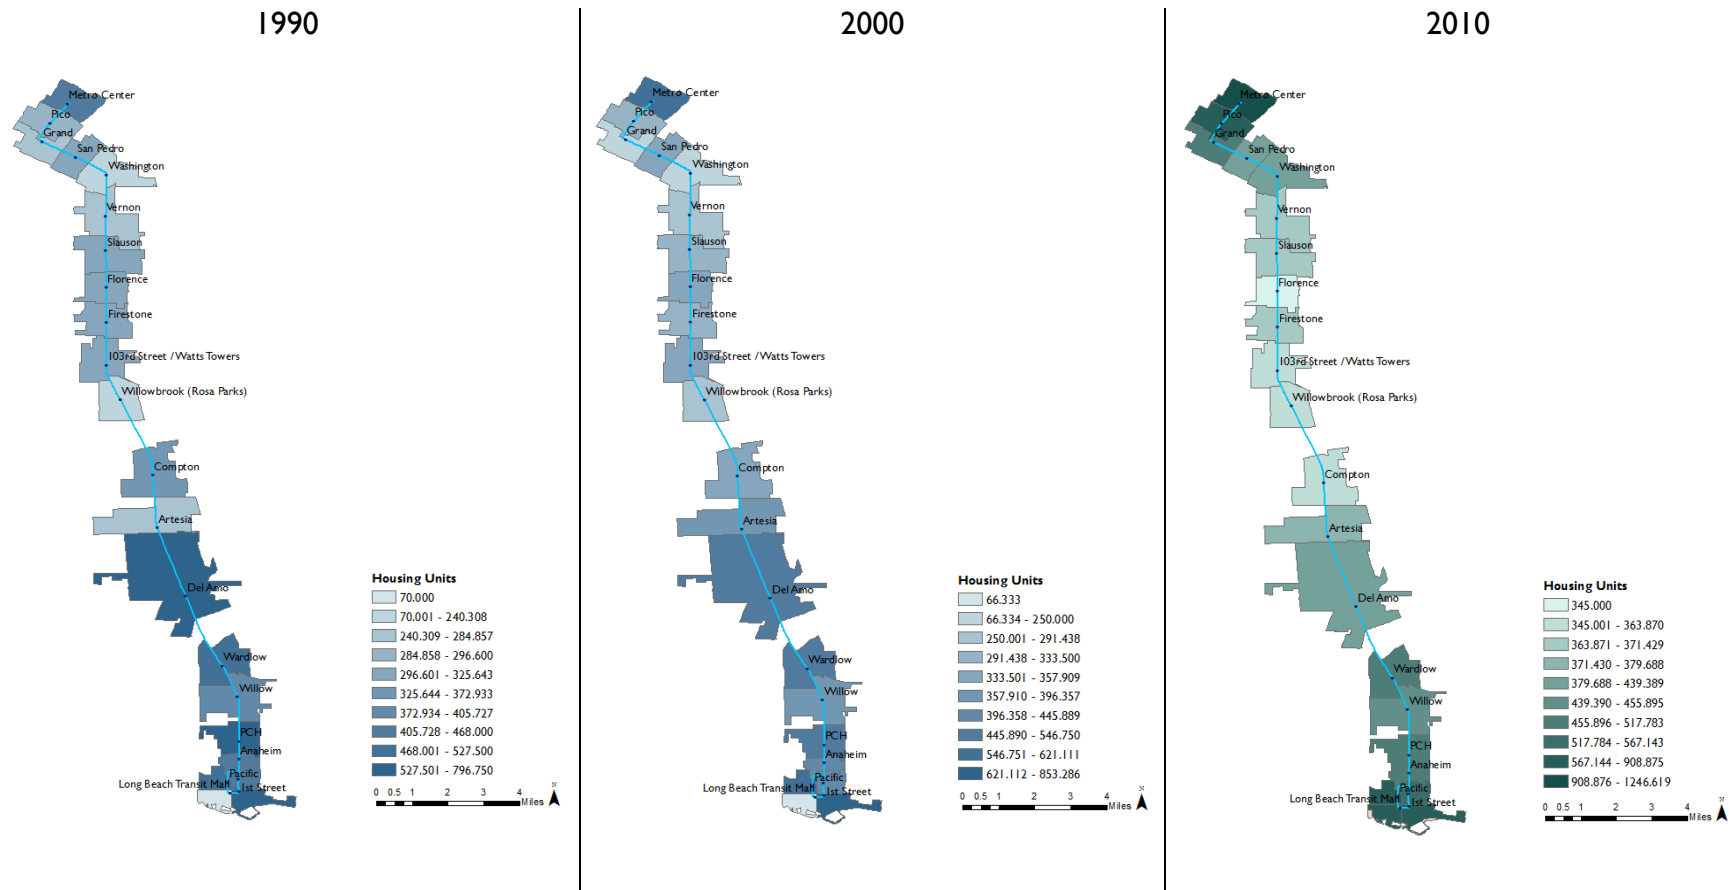 1990
Metro Center
Pico
Grand
San Pedro
Washington
Vernon
Slauson
Florence
Firestone
103rd Street / Watts Towers
Willowbrook (Rosa Parks)
Compton
Artesia
Del Amo
Wardlow
Willow
PCH
Anaheim
Pacific
Long Beach Transit Mall
1st Street
Housing Units
70.000
70.001 - 240.308
240.309 - 284.857
284.858 - 296.600
296.601 - 325.643
325.644 - 372.933
372.934 - 405.727
405.728 - 468.000
468.001 - 527.500
527.501 - 796.750
0 0.5 1 2 3 4
Miles
N
2000
Metro Center
Pico
Grand
San Pedro
Washington
Vernon
Slauson
Florence
Firestone
103rd Street / Watts Towers
Willowbrook (Rosa Parks)
Compton
Artesia
Del Amo
Wardlow
Willow
PCH
Anaheim
Pacific
Long Beach Transit Mall
1st Street
Housing Units
66.333
66.334 - 250.000
250.001 - 291.438
291.438 - 333.500
333.501 - 357.909
357.910 - 396.357
396.358 - 445.889
445.890 - 546.750
546.751 - 621.111
621.112 - 853.286
0 0.5 1 2 3 4
Miles
N
2010
Metro Center
Pico
Grand
San Pedro
Washington
Vernon
Slauson
Florence
Firestone
103rd Street / Watts Towers
Willowbrook (Rosa Parks)
Compton
Artesia
Del Amo
Wardlow
Willow
PCH
Anaheim
Pacific
Long Beach Transit Mall
1st Street
Housing Units
345.000
345.001 - 363.870
363.871 - 371.429
371.430 - 379.688
379.688 - 439.389
439.390 - 455.895
455.896 - 517.783
517.784 - 567.143
567.144 - 908.875
908.876 - 1246.619
0 0.5 1 2 3 4
Miles
N